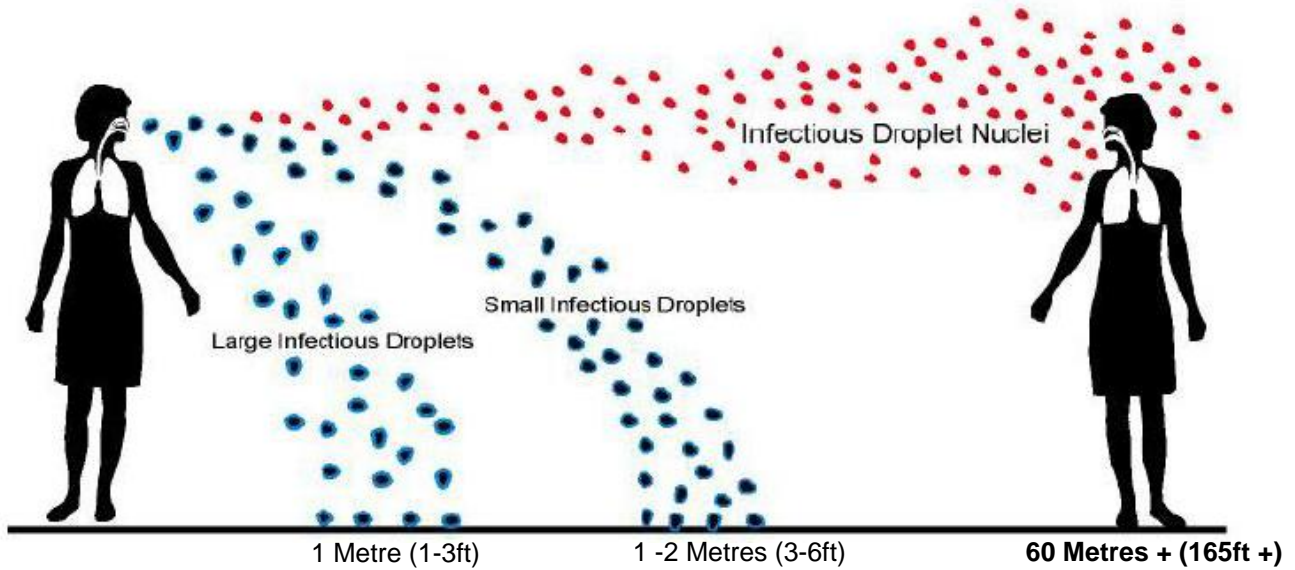 Infectious Droplet Nuclei
Small Infectious Droplets
Large Infectious Droplets
1 Metre (1-3ft)
1 -2 Metres (3-6ft)
60 Metres + (165ft +)